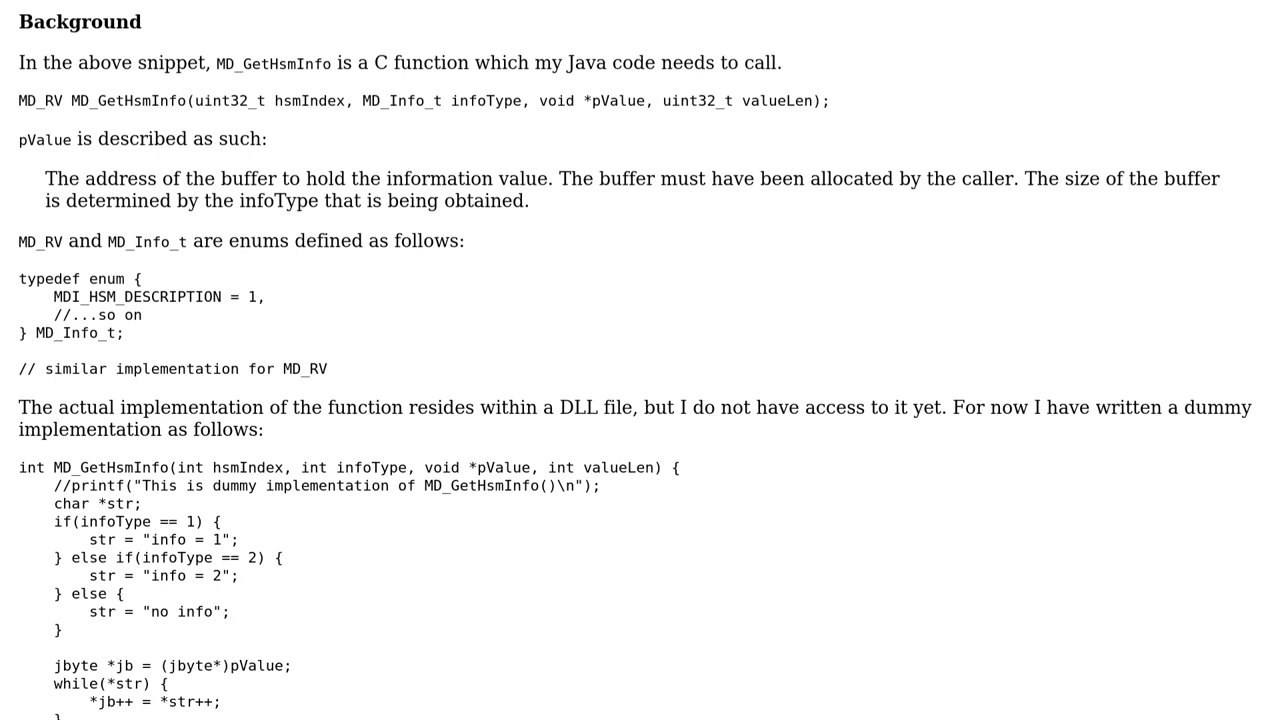 Background
In the above snippet, MD_GetHsmInfo is a C function which my Java code needs to call.
MD_RV MD_GetHsmInfo(uint32_t hsmIndex, MD_Info_t infoType, void *pValue, uint32_t valueLen);
pValue is described as such:
The address of the buffer to hold the information value. The buffer must have been allocated by the caller. The size of the buffer
is determined by the infoType that is being obtained.
MD_RV and MD_Info_t are enums defined as follows:
typedef enum {
    MDI_HSM_DESCRIPTION = 1,
    //...so on
} MD_Info_t;
// similar implementation for MD_RV
The actual implementation of the function resides within a DLL file, but I do not have access to it yet. For now I have written a dummy
implementation as follows:
int MD_GetHsmInfo(int hsmIndex, int infoType, void *pValue, int valueLen) {
    //printf("This is dummy implementation of MD_GetHsmInfo()\n");
    char *str;
    if(infoType == 1) {
        str = "info = 1";
    } else if(infoType == 2) {
        str = "info = 2";
    } else {
        str = "no info";
    }
    jbyte *jb = (jbyte*)pValue;
    while(*str) {
        *jb++ = *str++;
    }